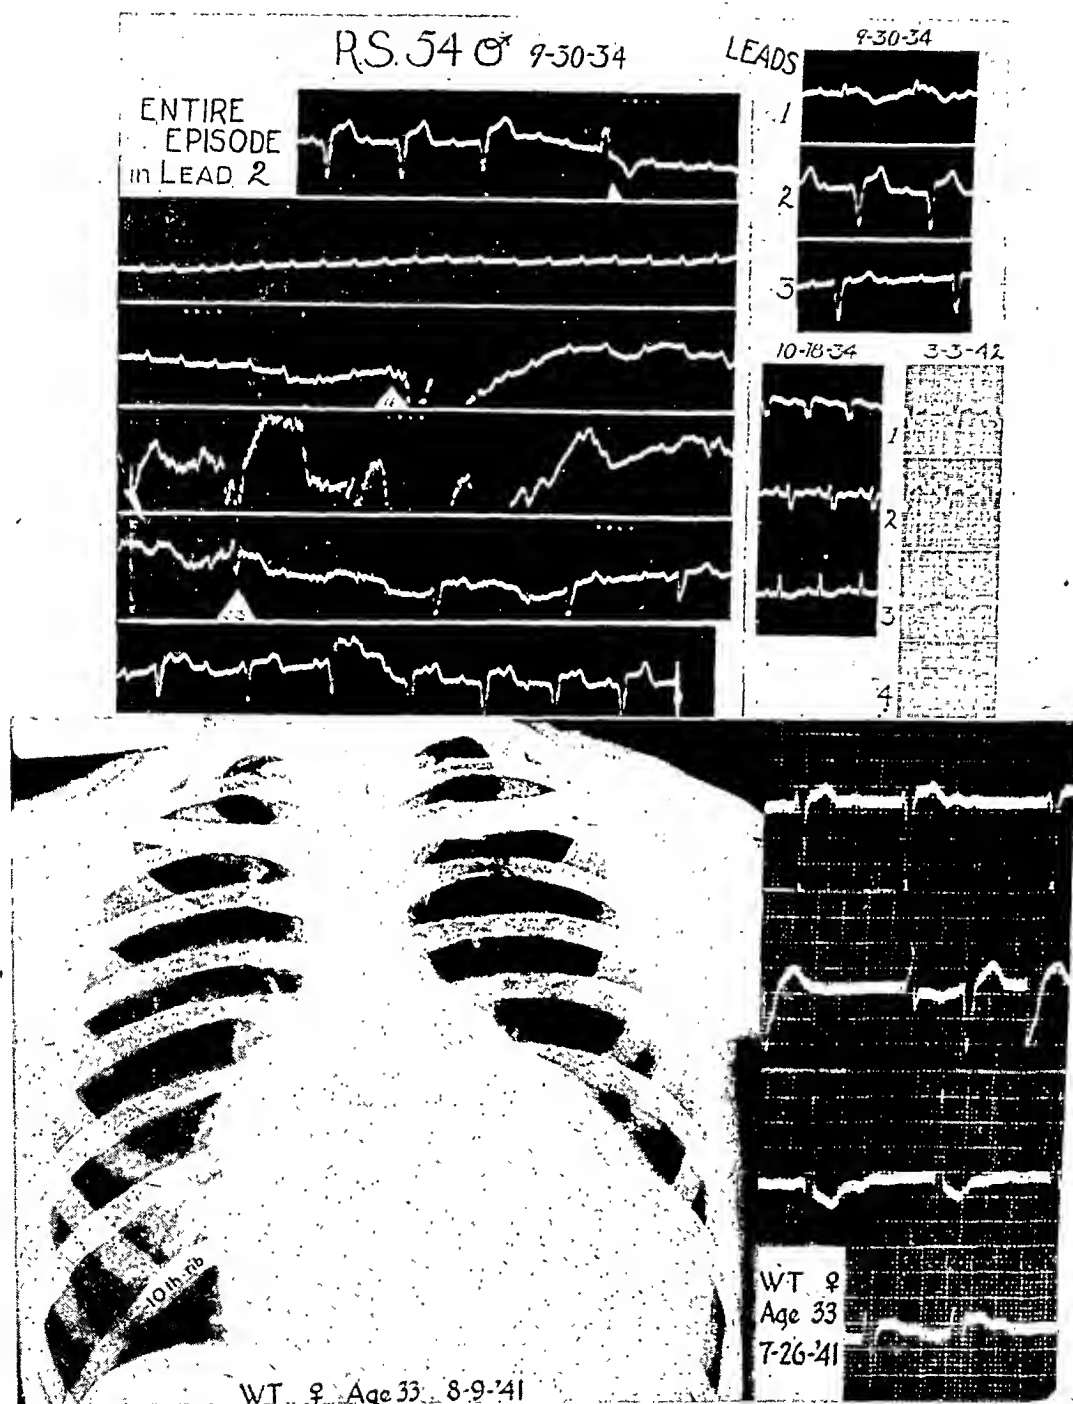 R.S. 54 ♂ 9-30-34
ENTIRE
EPISODE
in LEAD 2
LEADS
9-30-34
1
2
3
10-18-34
3-3-42
1
2
3
4
10th rib
WT ♀ Age 33 8-9-'41
WT ♀
Age 33
7-26-'41